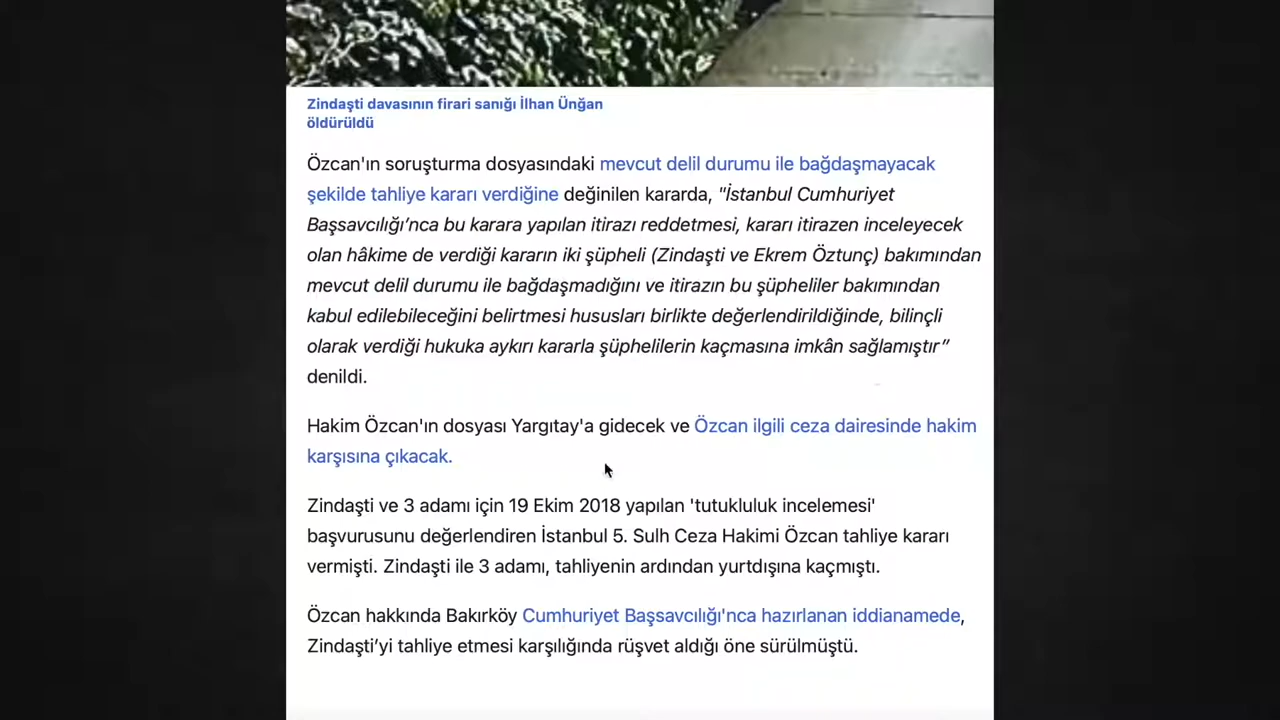 Zindaşti davasının firari sanığı İlhan Ünğan
öldürüldü
Özcan'ın soruşturma dosyasındaki mevcut delil durumu ile bağdaşmayacak
şekilde tahliye kararı verdiğine değinilen kararda, "İstanbul Cumhuriyet
Başsavcılığı’nca bu karara yapılan itirazı reddetmesi, kararı itirazen inceleyecek
olan hâkime de verdiği kararın iki şüpheli (Zindaşti ve Ekrem Öztunç) bakımından
mevcut delil durumu ile bağdaşmadığını ve itirazın bu şüpheliler bakımından
kabul edilebileceğini belirtmesi hususları birlikte değerlendirildiğinde, bilinçli
olarak verdiği hukuka aykırı kararla şüphelilerin kaçmasına imkân sağlamıştır”
denildi.
Hakim Özcan'ın dosyası Yargıtay'a gidecek ve Özcan ilgili ceza dairesinde hakim
karşısına çıkacak.
Zindaşti ve 3 adamı için 19 Ekim 2018 yapılan 'tutukluluk incelemesi'
başvurusunu değerlendiren İstanbul 5. Sulh Ceza Hakimi Özcan tahliye kararı
vermişti. Zindaşti ile 3 adamı, tahliyenin ardından yurtdışına kaçmıştı.
Özcan hakkında Bakırköy Cumhuriyet Başsavcılığı'nca hazırlanan iddianamede,
Zindaşti’yi tahliye etmesi karşılığında rüşvet aldığı öne sürülmüştü.